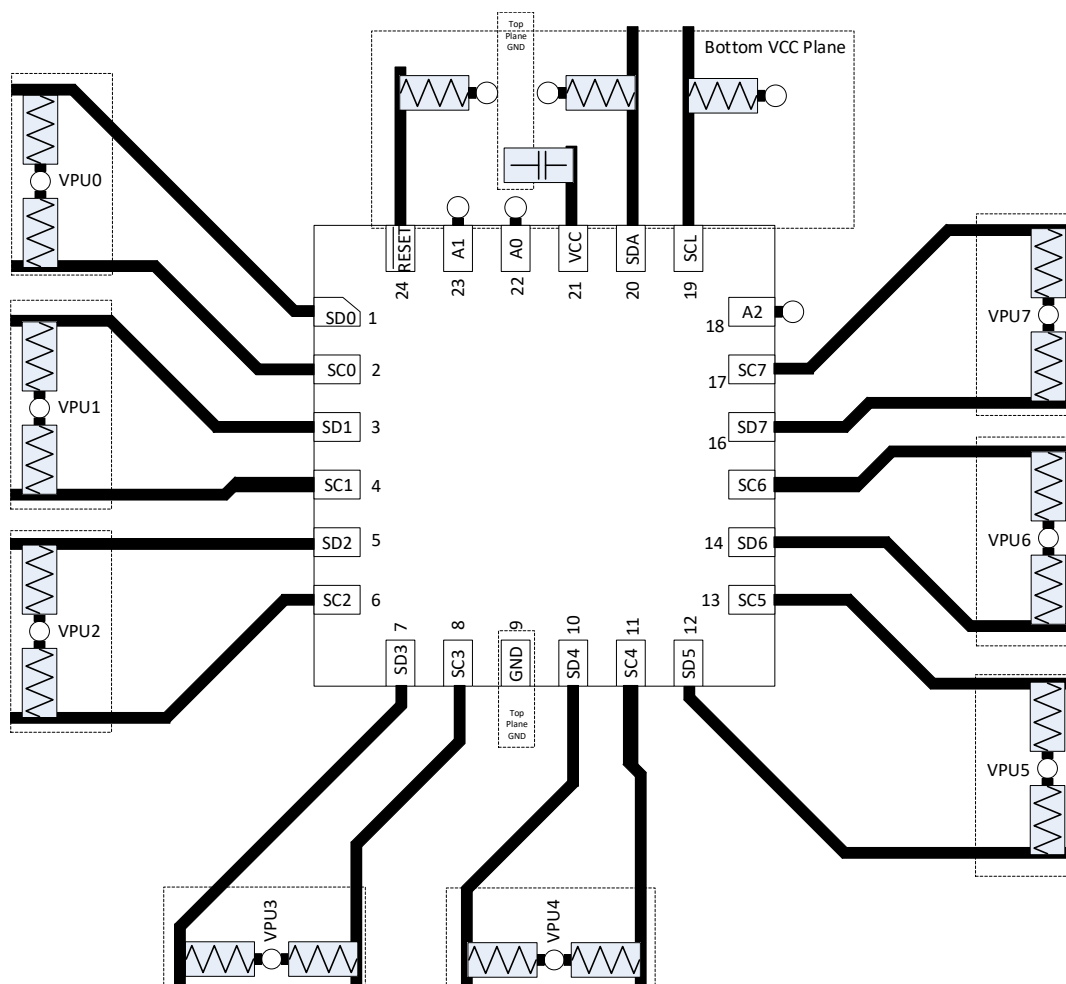 Top
Plane
GND
Bottom VCC Plane
VPU0
RESET
A1
A0
VCC
SDA
SCL
24
23
22
21
20
19
SD0 1
18 A2
VPU7
SC0 2
17 SC7
VPU1
SD1 3
16 SD7
SC1 4
SC6
SD2 5
14 SD6
VPU6
SC2 6
13 SC5
VPU2
7
8
9
10
11
12
SD3
SC3
GND
SD4
SC4
SD5
Top
Plane
GND
VPU5
VPU3
VPU4